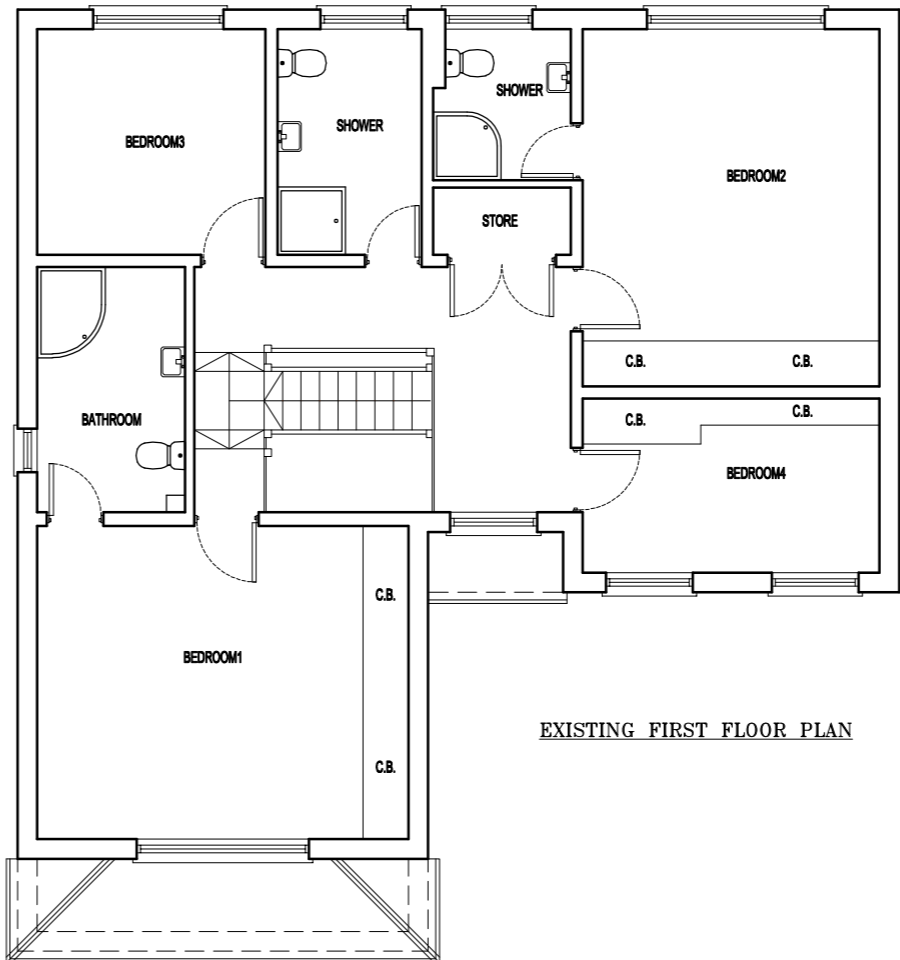 SHOWER
SHOWER
BEDROOM3
BEDROOM2
STORE
C.B.
C.B.
BATHROOM
C.B.
C.B.
BEDROOM4
C.B.
BEDROOM1
C.B.
EXISTING FIRST FLOOR PLAN